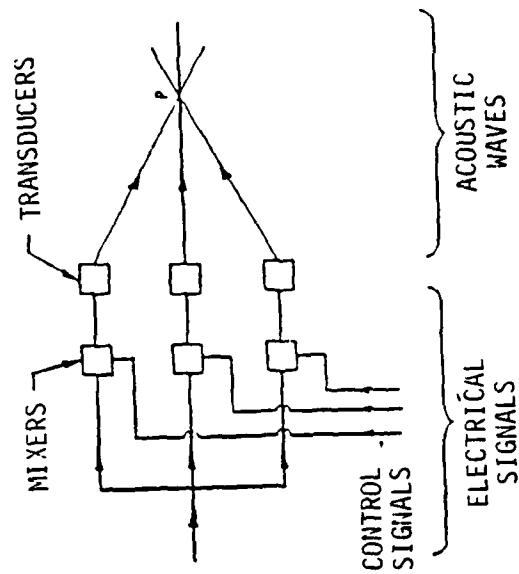 MIXERS
TRANSDUCERS
P
CONTROL
SIGNALS
ELECTRICAL
SIGNALS
ACOUSTIC
WAVES